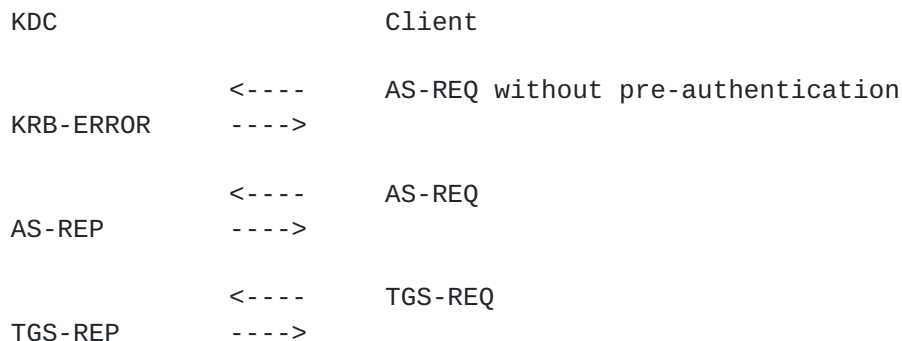 KDC Client
<---- AS-REQ without pre-authentication
KRB-ERROR ---->
<---- AS-REQ
AS-REP ---->
<---- TGS-REQ
TGS-REP ---->